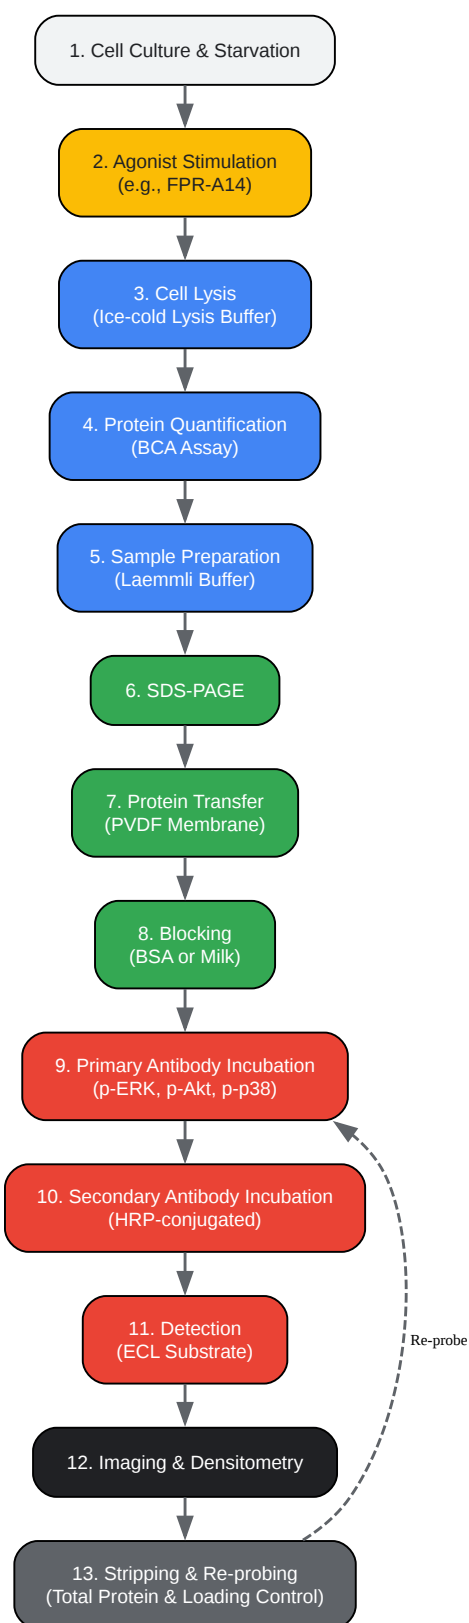 1. Cell Culture & Starvation
2. Agonist Stimulation
(e.g., FPR-A14)
3. Cell Lysis
(Ice-cold Lysis Buffer)
4. Protein Quantification
(BCA Assay)
5. Sample Preparation
(Laemmli Buffer)
6. SDS-PAGE
7. Protein Transfer
(PVDF Membrane)
8. Blocking
(BSA or Milk)
9. Primary Antibody Incubation
(p-ERK, p-Akt, p-p38)
10. Secondary Antibody Incubation
(HRP-conjugated)
11. Detection
(ECL Substrate)
Re-probe
12. Imaging & Densitometry
13. Stripping & Re-probing
(Total Protein & Loading Control)